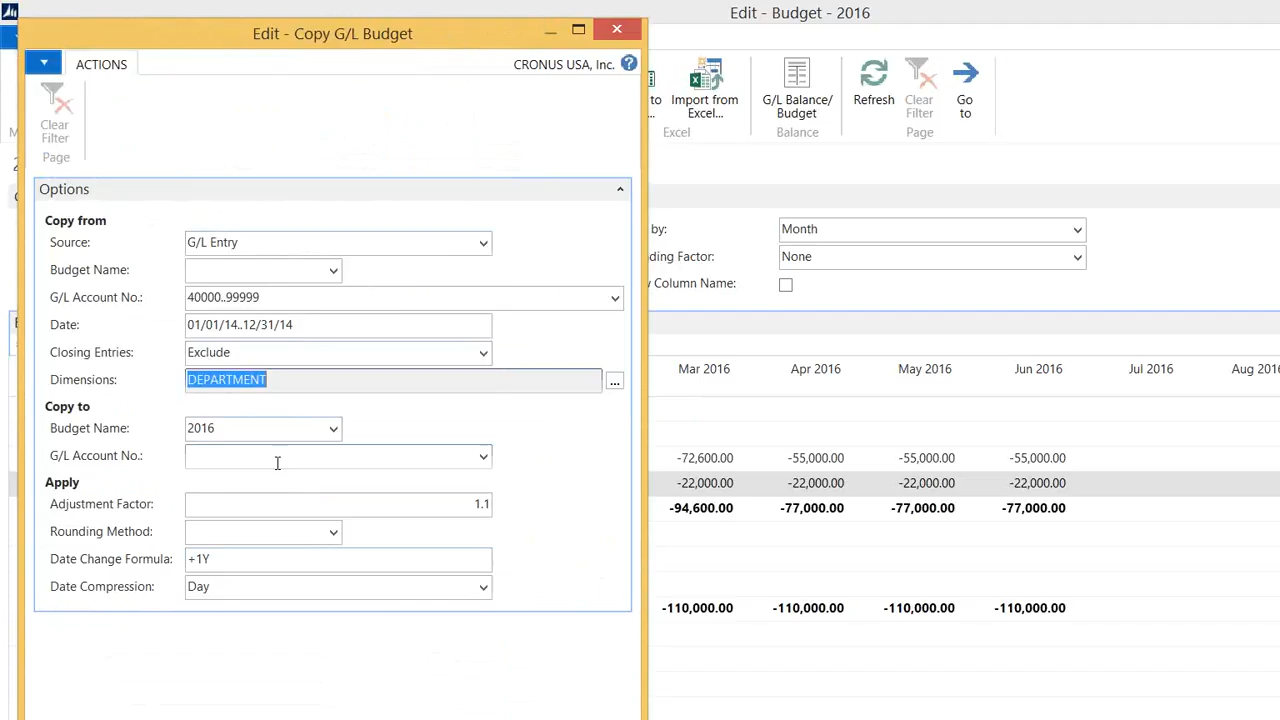 Edit - Budget - 2016
Edit - Copy G/L Budget
ACTIONS
CRONUS USA, Inc.
Clear
Filter
Page
Options
Copy from
Source: G/L Entry
Budget Name:
G/L Account No.: 40000..99999
Date: 01/01/14..12/31/14
Closing Entries: Exclude
Dimensions: DEPARTMENT ...
Copy to
Budget Name: 2016
G/L Account No.:
Apply
Adjustment Factor: 1.1
Rounding Method:
Date Change Formula: +1Y
Date Compression: Day
to
...
Import from
Excel...
Excel
G/L Balance/
Budget
Balance
Refresh
Clear
Filter
Page
Go
to
by: Month
ding Factor: None
Column Name:
Mar 2016 Apr 2016 May 2016 Jun 2016 Jul 2016 Aug 2016
-72,600.00 -55,000.00 -55,000.00 -55,000.00
-22,000.00 -22,000.00 -22,000.00
-94,600.00 -77,000.00 -77,000.00 -77,000.00
-110,000.00 -110,000.00 -110,000.00 -110,000.00